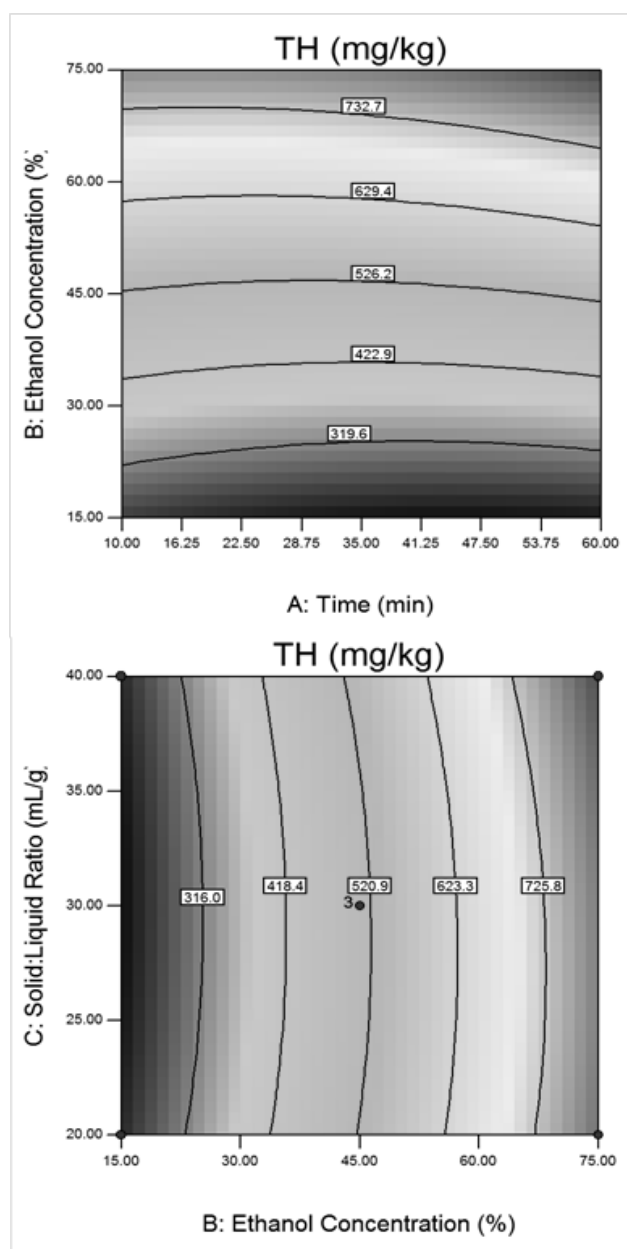 TH (mg/kg)
75.00
60.00
45.00
30.00
15.00
B: Ethanol Concentration (%)
732.7
629.4
526.2
422.9
319.6
10.00 16.25 22.50 28.75 35.00 41.25 47.50 53.75 60.00
A: Time (min)
TH (mg/kg)
40.00
35.00
30.00
25.00
20.00
C: Solid:Liquid Ratio (mL/g)
316.0 418.4 520.9 623.3 725.8
3
15.00 30.00 45.00 60.00 75.00
B: Ethanol Concentration (%)